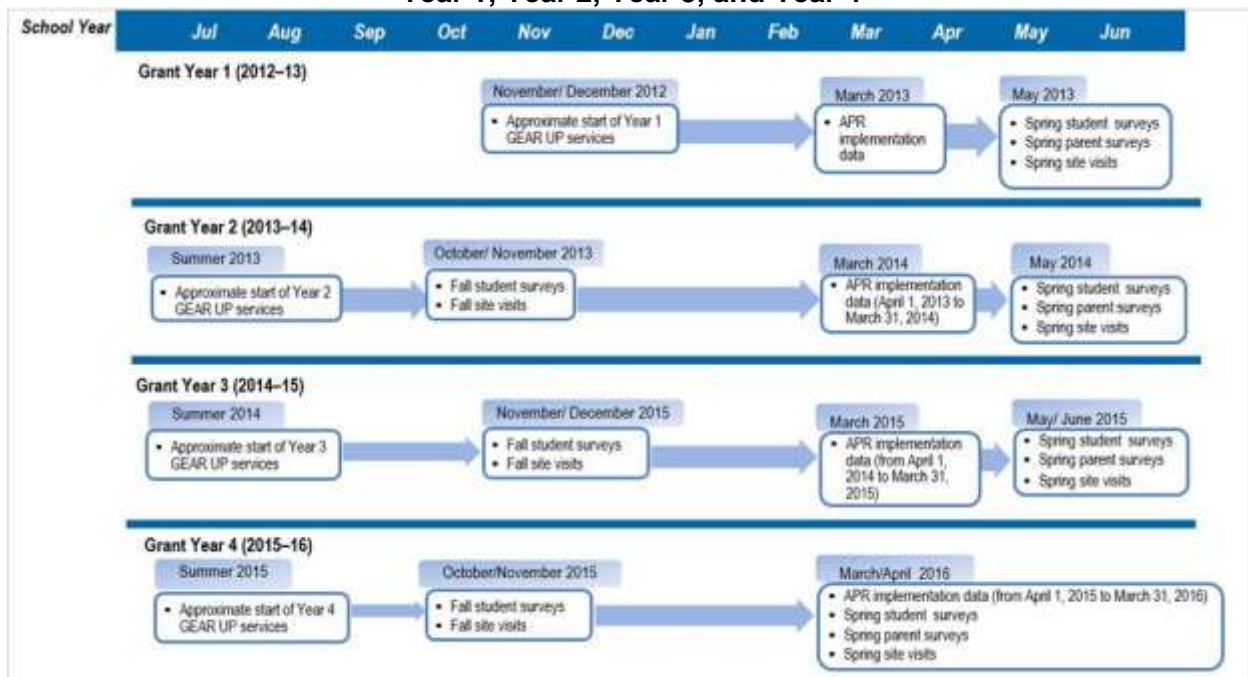 School Year Jul Aug Sep Oct Nov Dec Jan Feb Mar Apr May Jun
Grant Year 1 (2012–13)
November/ December 2012
• Approximate start of Year 1
GEAR UP services
March 2013
• APR
implementation
data
May 2013
• Spring student surveys
• Spring parent surveys
• Spring site visits
Grant Year 2 (2013–14)
Summer 2013
• Approximate start of Year 2
GEAR UP services
October/ November 2013
• Fall student surveys
• Fall site visits
March 2014
• APR implementation
data (April 1, 2013 to
March 31, 2014)
May 2014
• Spring student surveys
• Spring parent surveys
• Spring site visits
Grant Year 3 (2014–15)
Summer 2014
• Approximate start of Year 3
GEAR UP services
November/ December 2015
• Fall student surveys
• Fall site visits
March 2015
• APR implementation
data (from April 1,
2014 to March 31,
2015)
May/ June 2015
• Spring student surveys
• Spring parent surveys
• Spring site visits
Grant Year 4 (2015–16)
Summer 2015
• Approximate start of Year 4
GEAR UP services
October/November 2015
• Fall student surveys
• Fall site visits
March/April 2016
• APR implementation data (from April 1, 2015 to March 31, 2016)
• Spring student surveys
• Spring parent surveys
• Spring site visits